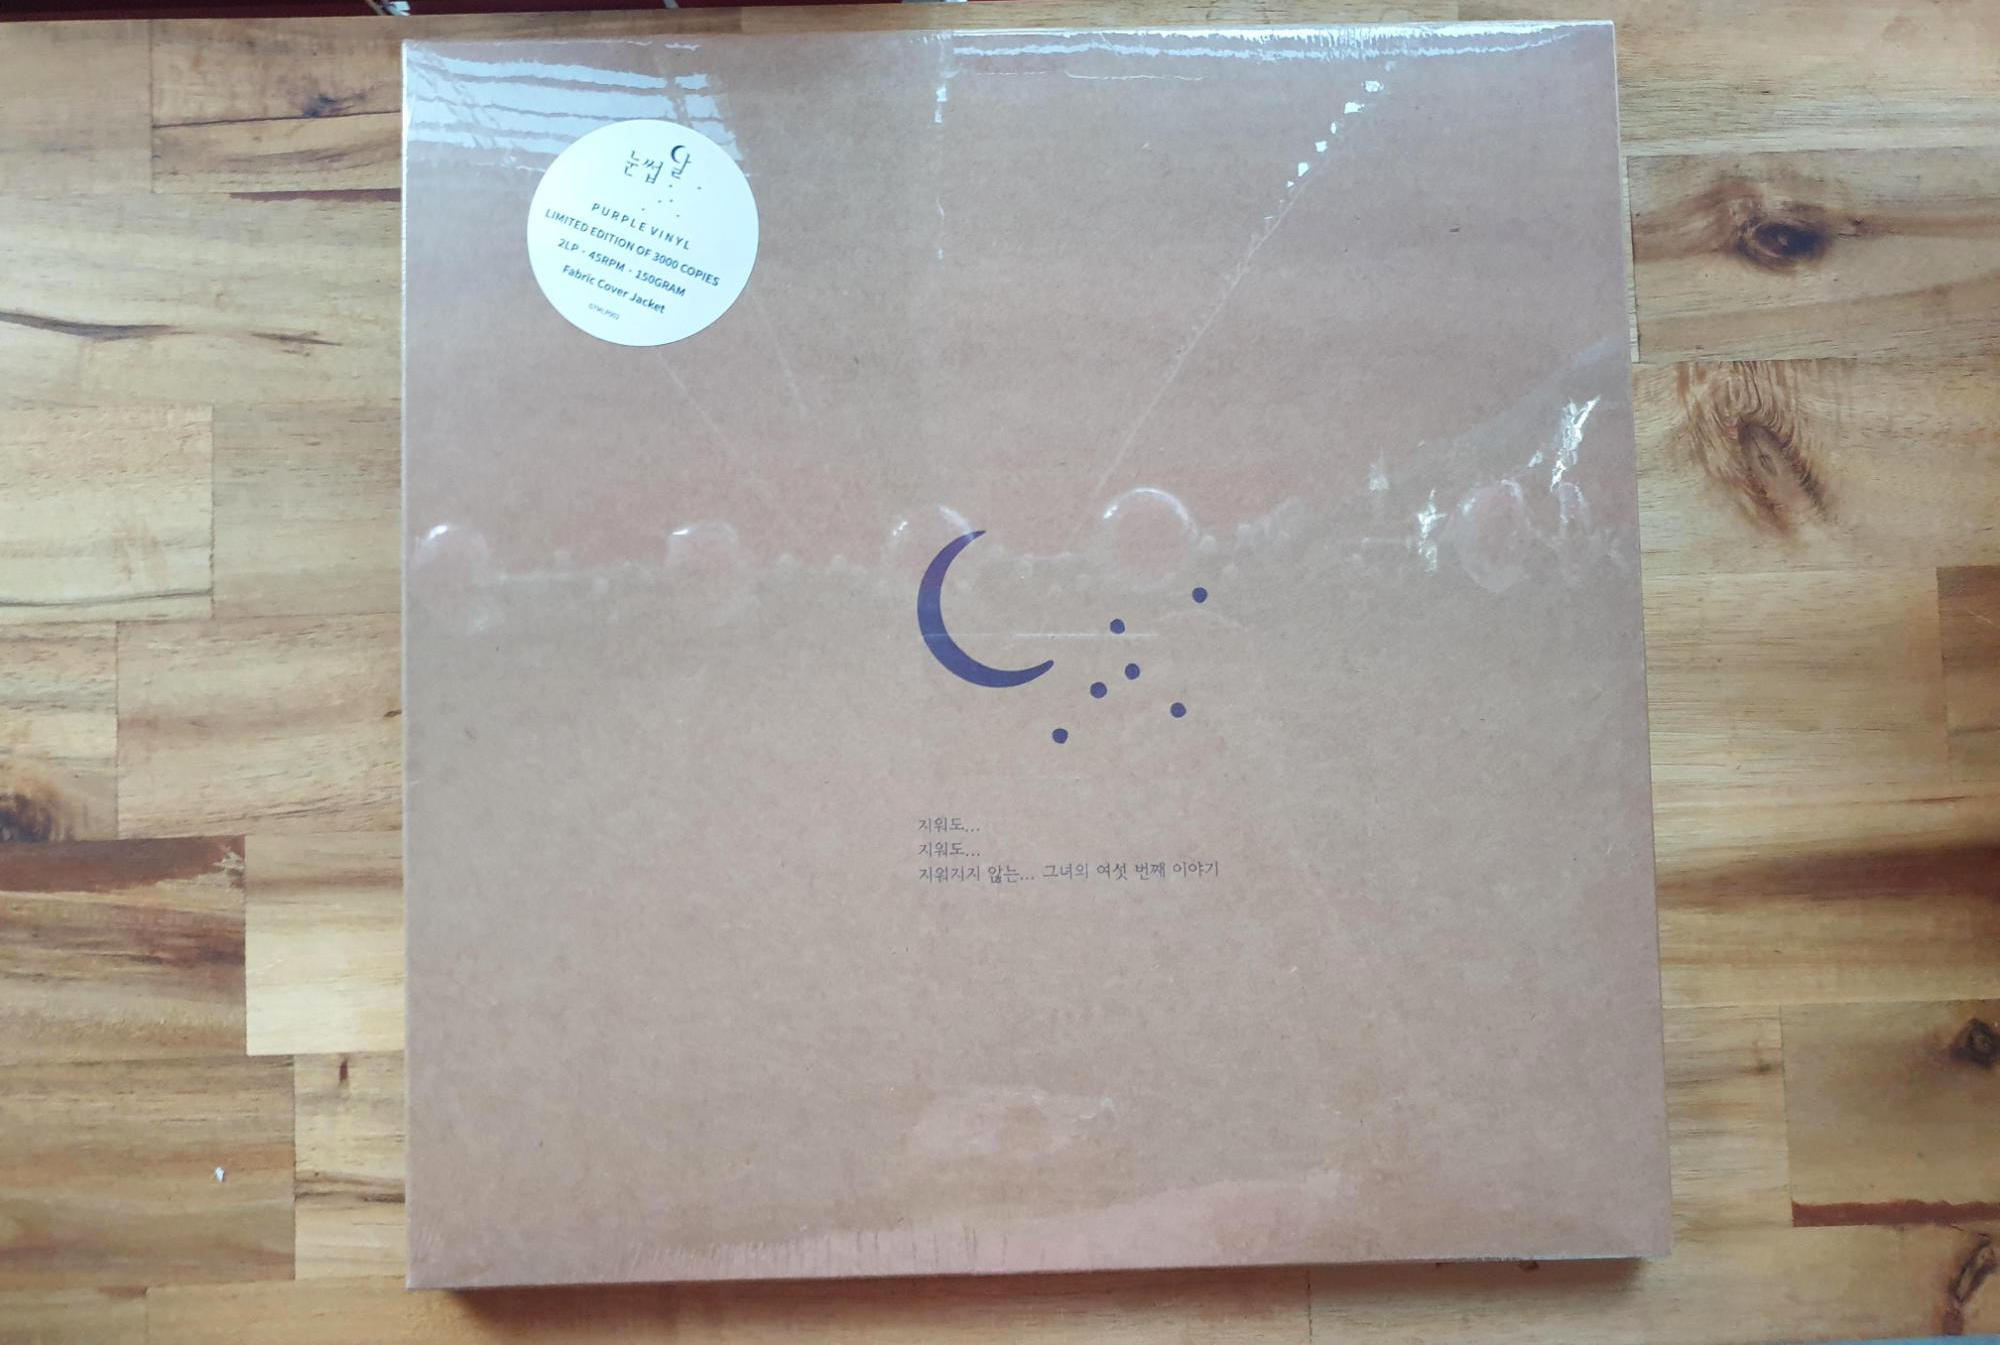 눈썹달
PURPLE VINYL
LIMITED EDITION OF 3000 COPIES
2LP · 45RPM · 150GRAM
Fabric Cover Jacket
지워도...
지워도...
지워지지 않는... 그녀의 여섯 번째 이야기